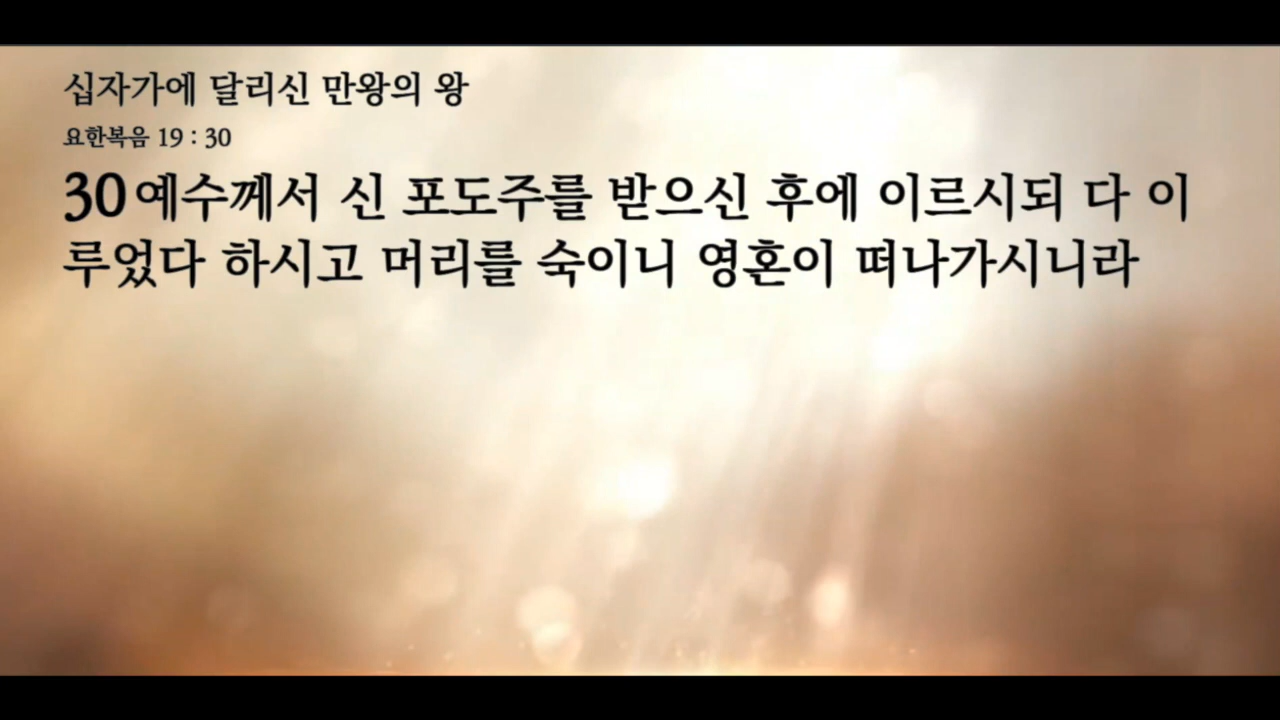 십자가에 달리신 만왕의 왕
요한복음 19 : 30
30 예수께서 신 포도주를 받으신 후에 이르시되 다 이
루었다 하시고 머리를 숙이니 영혼이 떠나가시니라